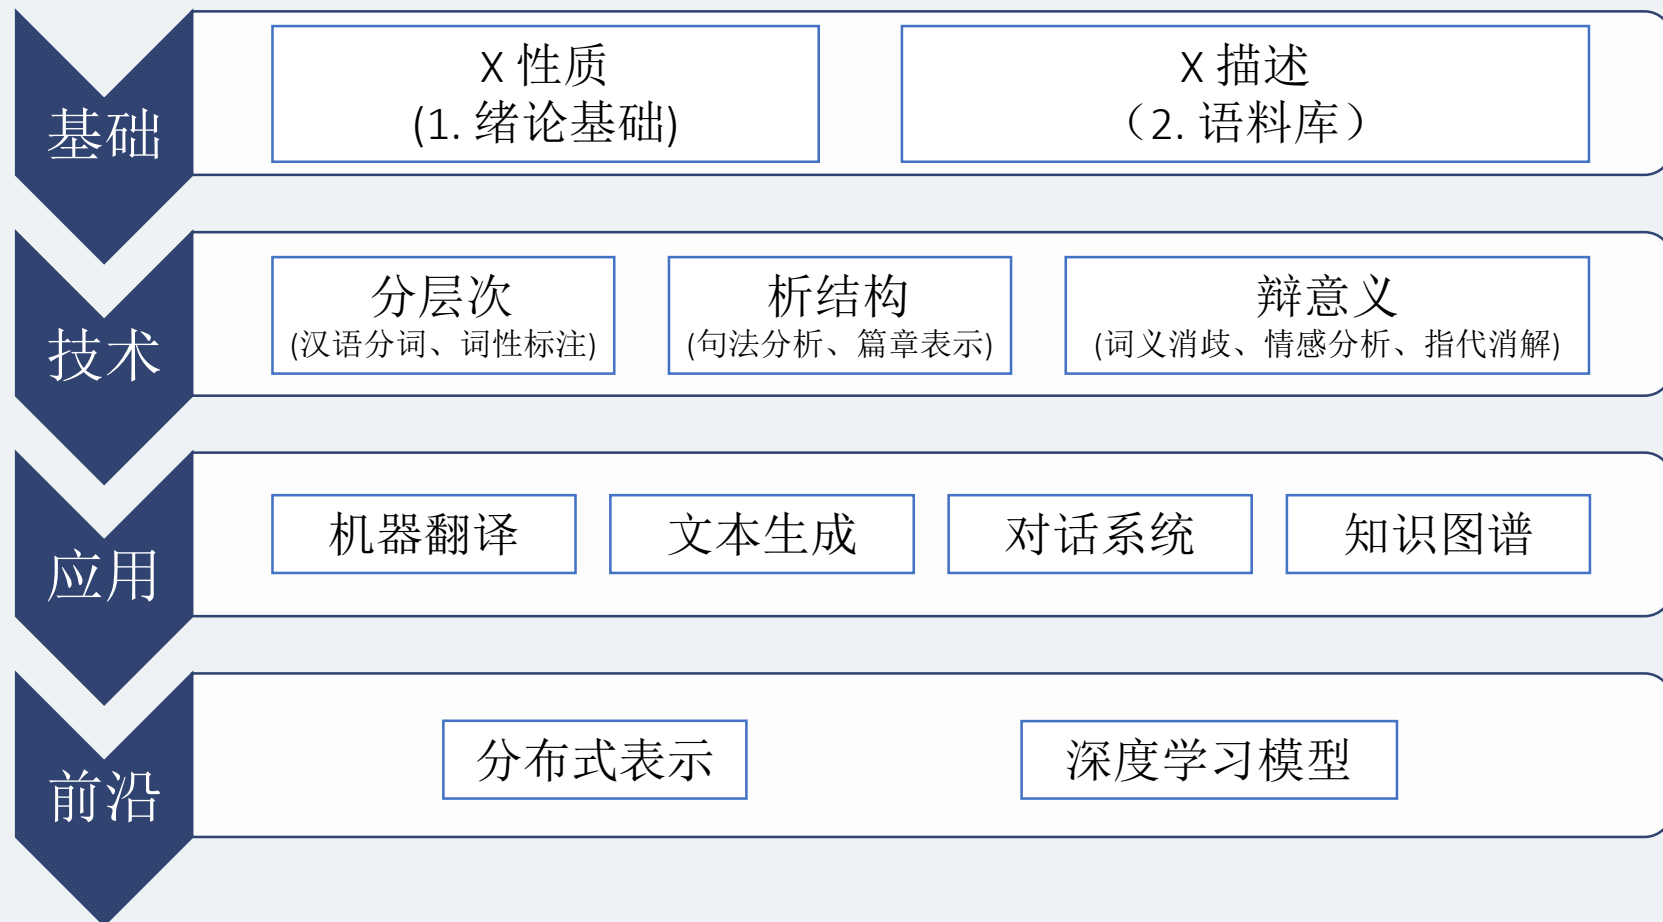 基础
X 性质
(1. 绪论基础)
X 描述
（2. 语料库）
技术
分层次
(汉语分词、词性标注)
析结构
(句法分析、篇章表示)
辩意义
(词义消歧、情感分析、指代消解)
应用
机器翻译
文本生成
对话系统
知识图谱
前沿
分布式表示
深度学习模型